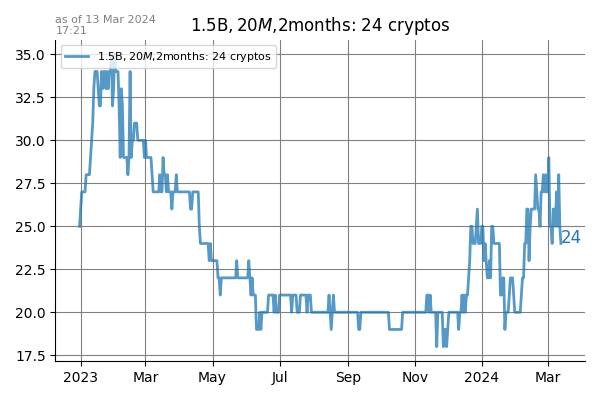 as of 13 Mar 2024
17:21
1.5B, 20M,2months: 24 cryptos
1.5B, 20M,2months: 24 cryptos
35.0
32.5
30.0
27.5
25.0
22.5
20.0
17.5
24
2023 Mar May Jul Sep Nov 2024 Mar